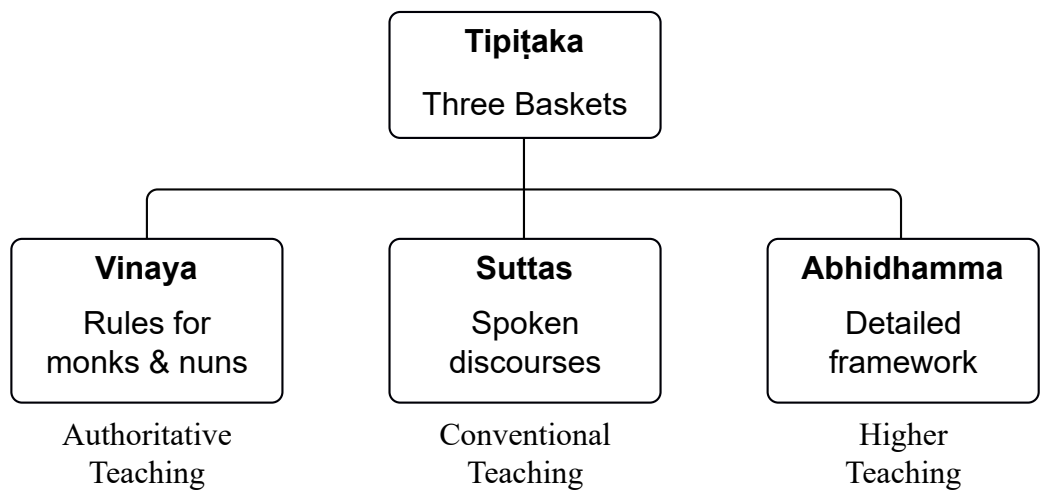 Tipiṭaka
Three Baskets
Vinaya
Rules for
monks & nuns
Authoritative
Teaching
Suttas
Spoken
discourses
Conventional
Teaching
Abhidhamma
Detailed
framework
Higher
Teaching